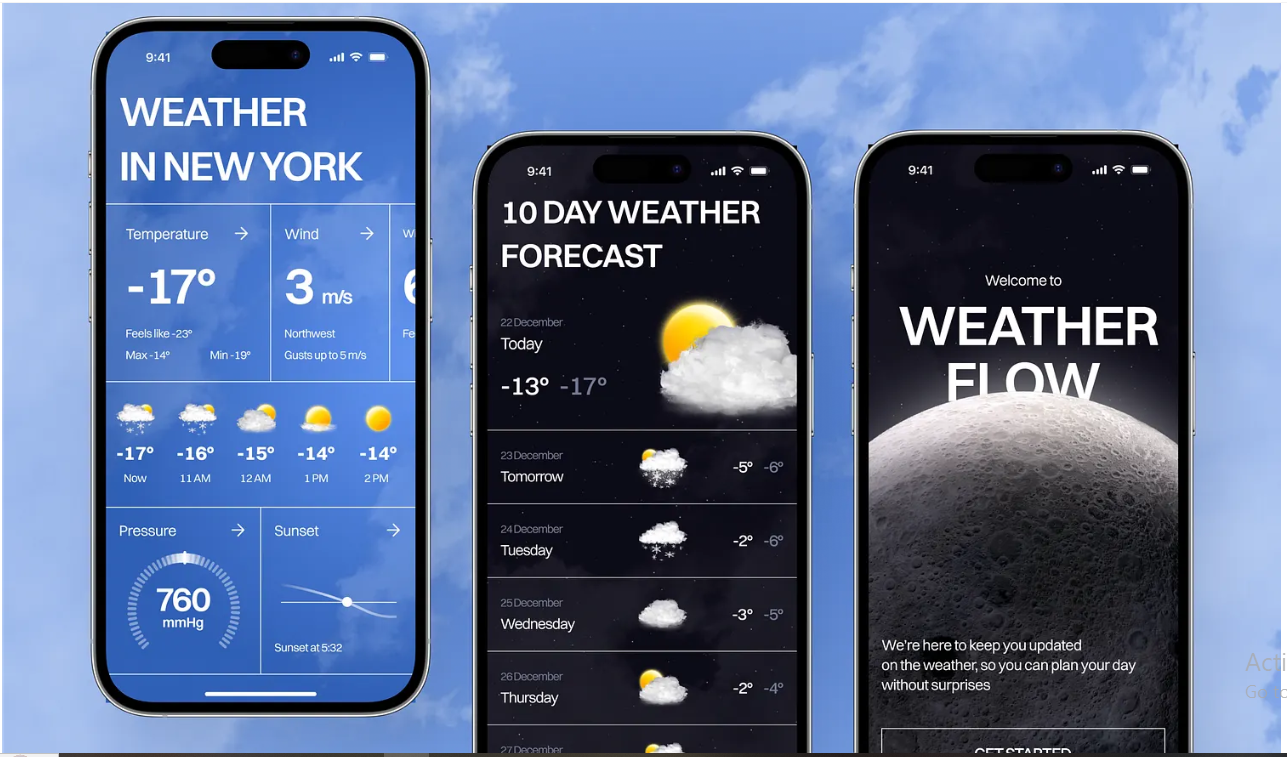 9:41
WEATHER
IN NEW YORK
Temperature
Wind
-17°
3 m/s
6
Feels like -23°
Northwest
Fe
Max -14°
Min -19°
Gusts up to 5 m/s
-17°
-16°
-15°
-14°
-14°
Now
11 AM
12 AM
1 PM
2 PM
Pressure
Sunset
760
mmHg
Sunset at 5:32
9:41
10 DAY WEATHER
FORECAST
22 December
Today
-13° -17°
23 December
Tomorrow
-5° -6°
24 December
Tuesday
-2° -6°
25 December
Wednesday
-3° -5°
26 December
Thursday
-2° -4°
27 December
9:41
Welcome to
WEATHER
FLOW
We're here to keep you updated
on the weather, so you can plan your day
without surprises
GET STARTED